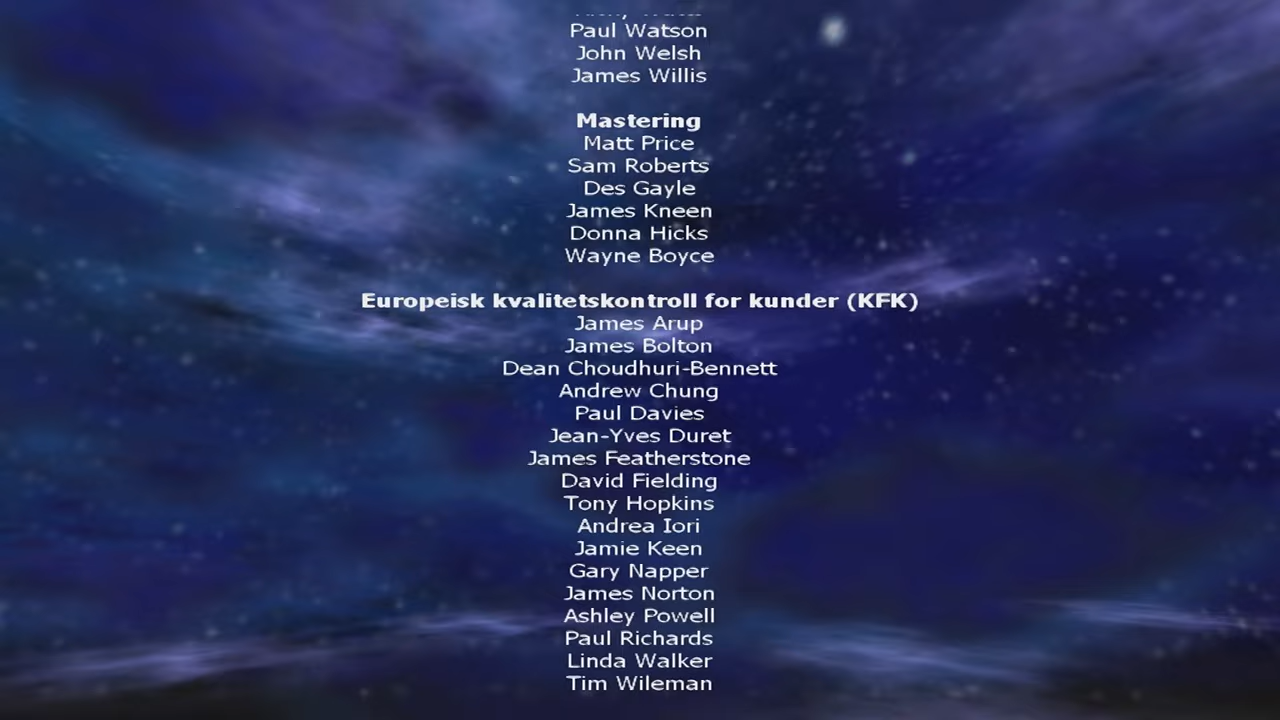 Paul Watson
John Welsh
James Willis
Mastering
Matt Price
Sam Roberts
Des Gayle
James Kneen
Donna Hicks
Wayne Boyce
Europeisk kvalitetskontroll for kunder (KFK)
James Arup
James Bolton
Dean Choudhuri-Bennett
Andrew Chung
Paul Davies
Jean-Yves Duret
James Featherstone
David Fielding
Tony Hopkins
Andrea Iori
Jamie Keen
Gary Napper
James Norton
Ashley Powell
Paul Richards
Linda Walker
Tim Wileman